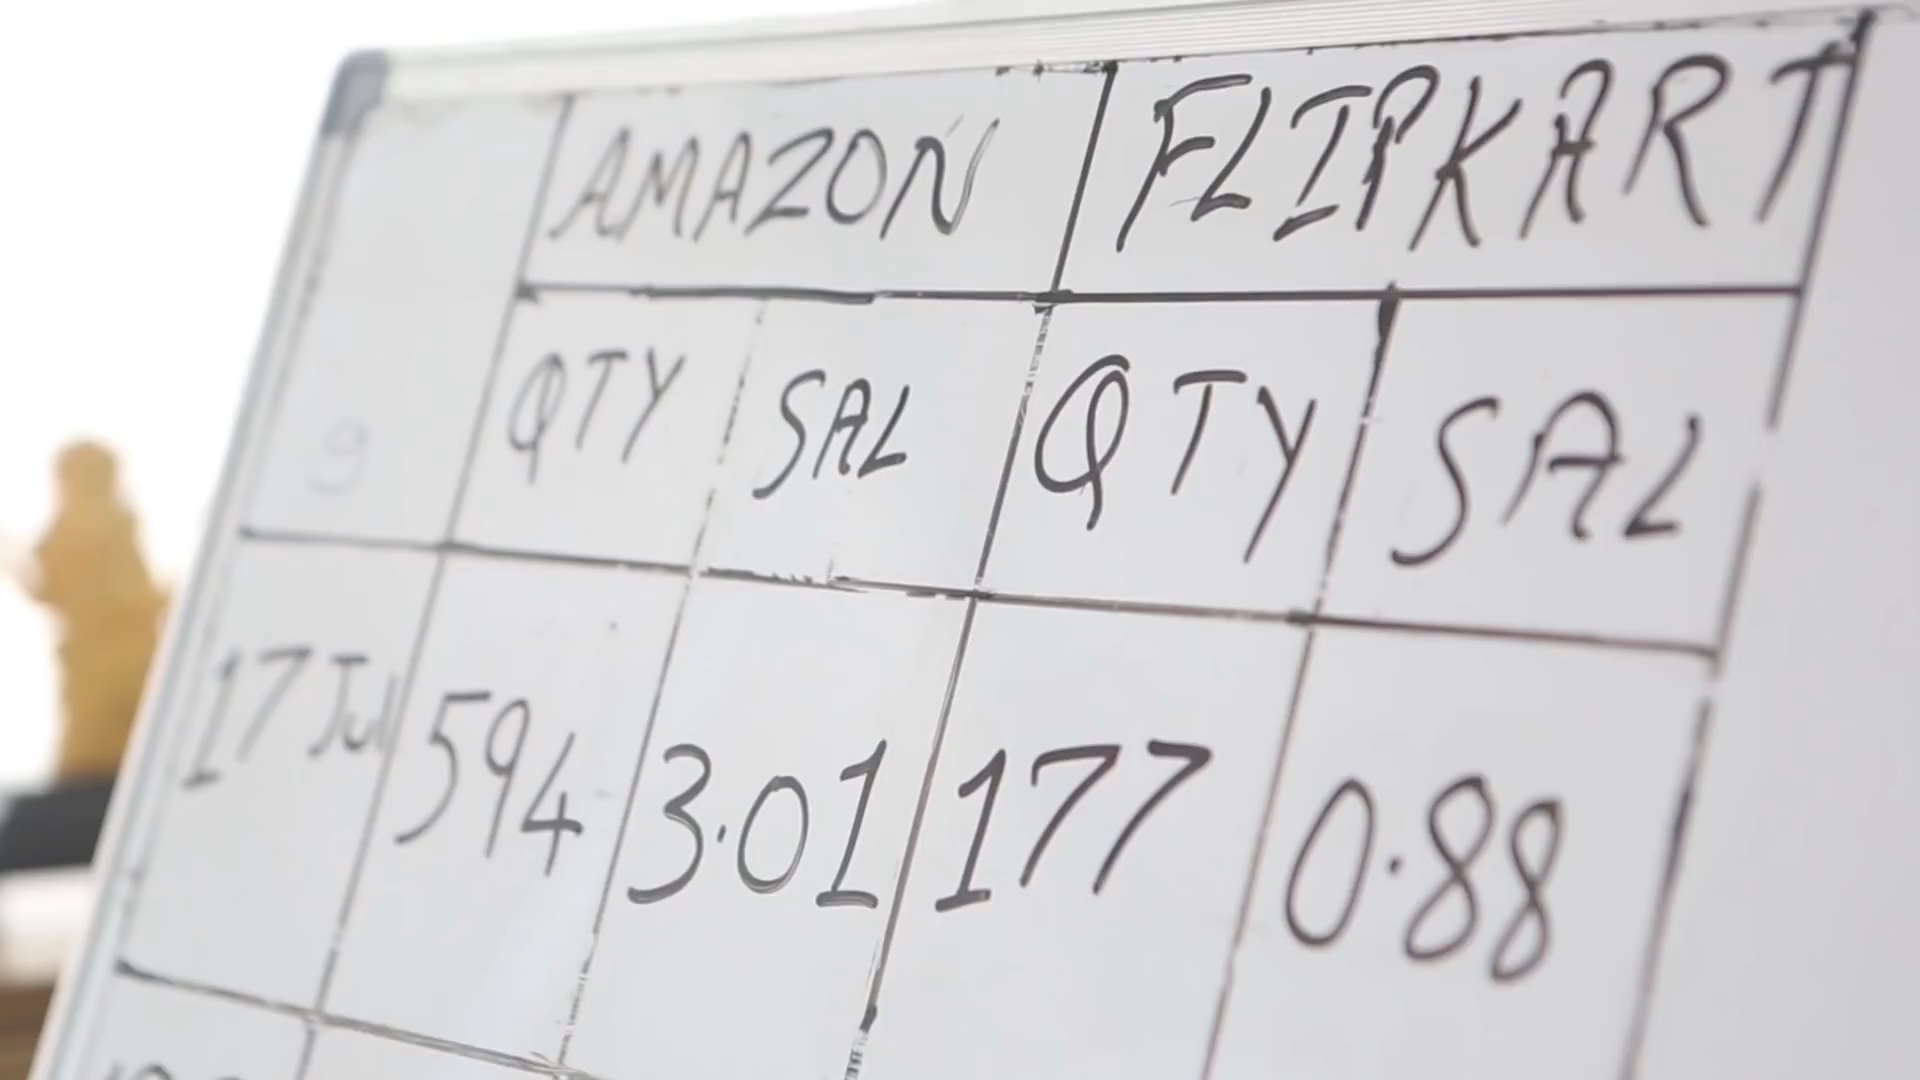 AMAZON FLIPKART
QTY SAL QTY SAL
17 Jul 594 3.01 177 0.88